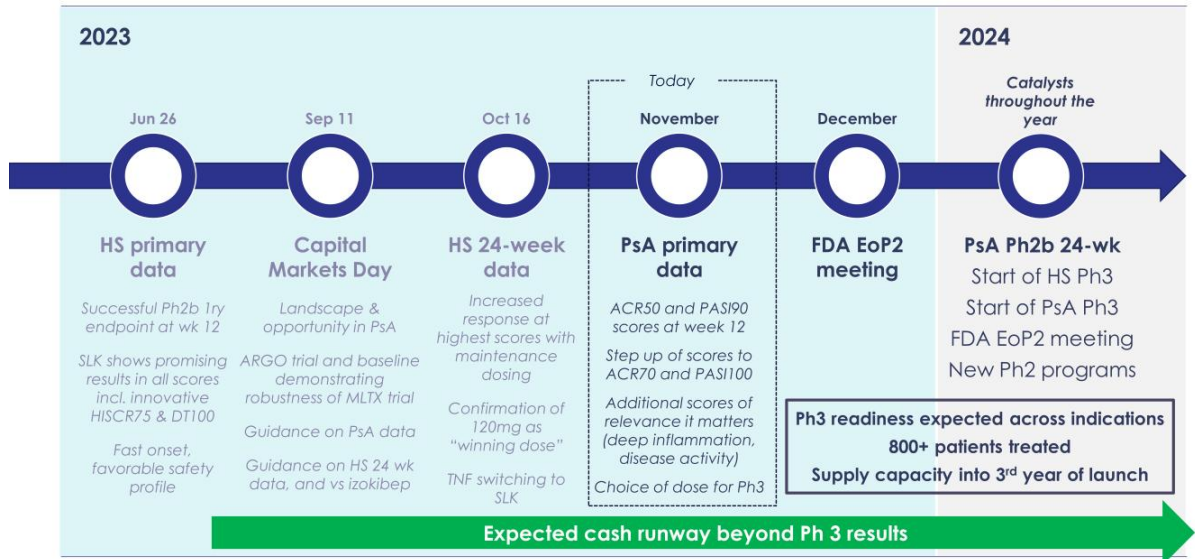 2023
2024
Today
Catalysts
throughout the
year
Jun 26
Sep 11
Oct 16
November
December
HS primary
data
Successful Ph2b 1ry
endpoint at wk 12
SLK shows promising
results in all scores
incl. innovative
HISCR75 & DT100
Fast onset,
favorable safety
profile
Capital
Markets Day
Landscape &
opportunity in PsA
ARGO trial and baseline
demonstrating
robustness of MLTX trial
Guidance on PsA data
Guidance on HS 24 wk
data, and vs izokibep
HS 24-week
data
Increased
response at
highest scores with
maintenance
dosing
Confirmation of
120mg as
“winning dose”
TNF switching to
SLK
PsA primary
data
ACR50 and PASI90
scores at week 12
Step up of scores to
ACR70 and PASI100
Additional scores of
relevance it matters
(deep inflammation,
disease activity)
Choice of dose for Ph3
FDA EoP2
meeting
PsA Ph2b 24-wk
Start of HS Ph3
Start of PsA Ph3
FDA EoP2 meeting
New Ph2 programs
Ph3 readiness expected across indications
800+ patients treated
Supply capacity into 3rd year of launch
Expected cash runway beyond Ph 3 results